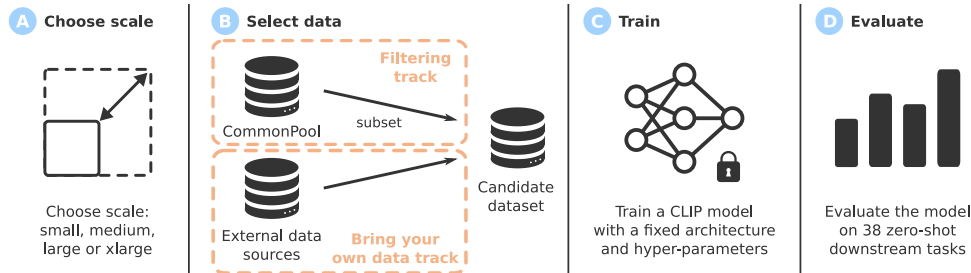 A Choose scale
Choose scale:
small, medium,
large or xlarge
B Select data
Filtering
track
CommonPool
subset
External data
sources
Bring your
own data track
Candidate
dataset
C Train
Train a CLIP model
with a fixed architecture
and hyper-parameters
D Evaluate
Evaluate the model
on 38 zero-shot
downstream tasks